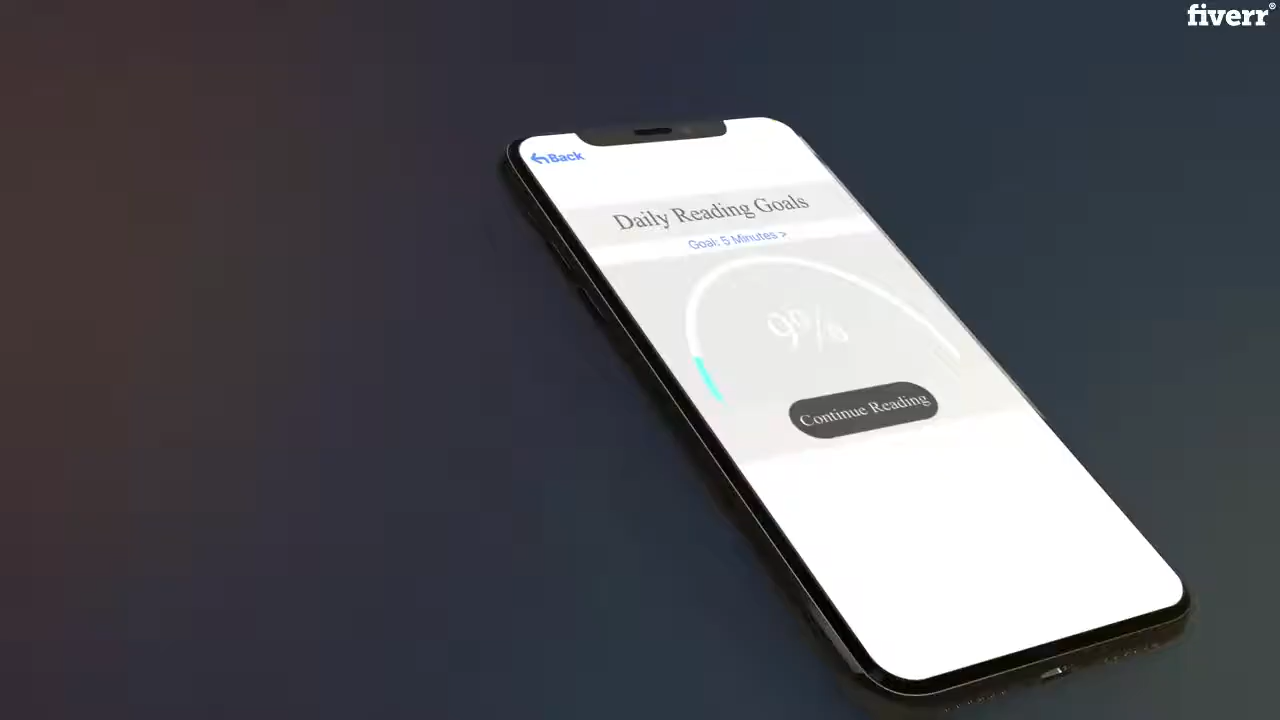 fiverr®
Back
Daily Reading Goals
Goal: 5 Minutes >
9%
Continue Reading